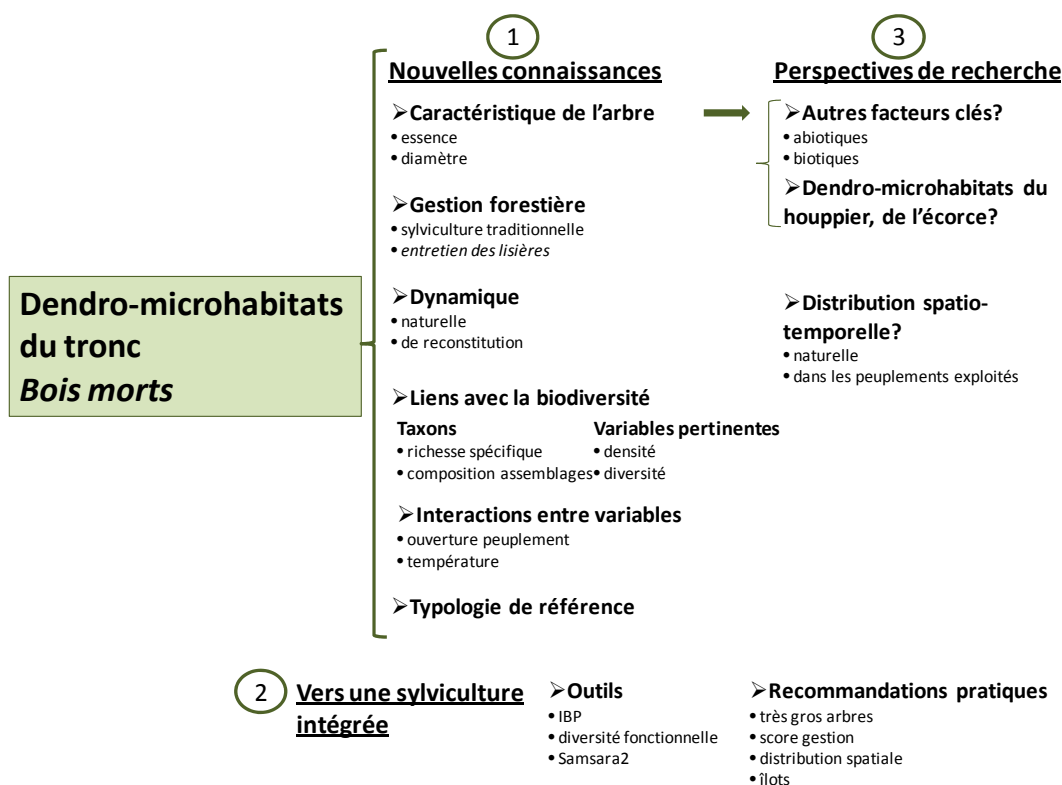 1
Nouvelles connaissances
➢Caractéristique de l'arbre
• essence
• diamètre
➢Gestion forestière
• sylviculture traditionnelle
• entretien des lisières
Dendro-microhabitats
du tronc
Bois morts
➢Dynamique
• naturelle
• de reconstitution
➢Liens avec la biodiversité
Taxons
• richesse spécifique
• composition assemblages
Variables pertinentes
• densité
• diversité
➢Interactions entre variables
• ouverture peuplement
• température
➢Typologie de référence
3
Perspectives de recherche
➢Autres facteurs clés?
• abiotiques
• biotiques
➢Dendro-microhabitats du
houppier, de l'écorce?
➢Distribution spatio-
temporelle?
• naturelle
• dans les peuplements exploités
2
Vers une sylviculture
intégrée
➢Outils
• IBP
• diversité fonctionnelle
• Samsara2
➢Recommandations pratiques
• très gros arbres
• score gestion
• distribution spatiale
• îlots